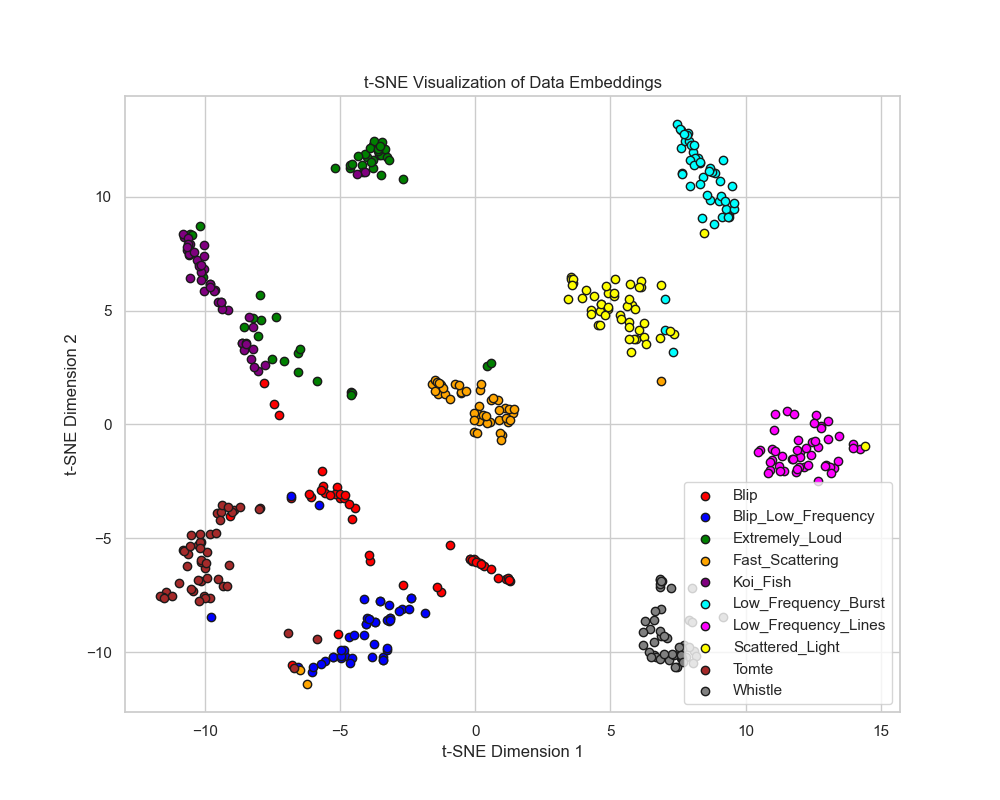 t-SNE Visualization of Data Embeddings
10
5
0
−5
−10
t-SNE Dimension 2
Blip
Blip_Low_Frequency
Extremely_Loud
Fast_Scattering
Koi_Fish
Low_Frequency_Burst
Low_Frequency_Lines
Scattered_Light
Tomte
Whistle
−10 −5 0 5 10 15
t-SNE Dimension 1